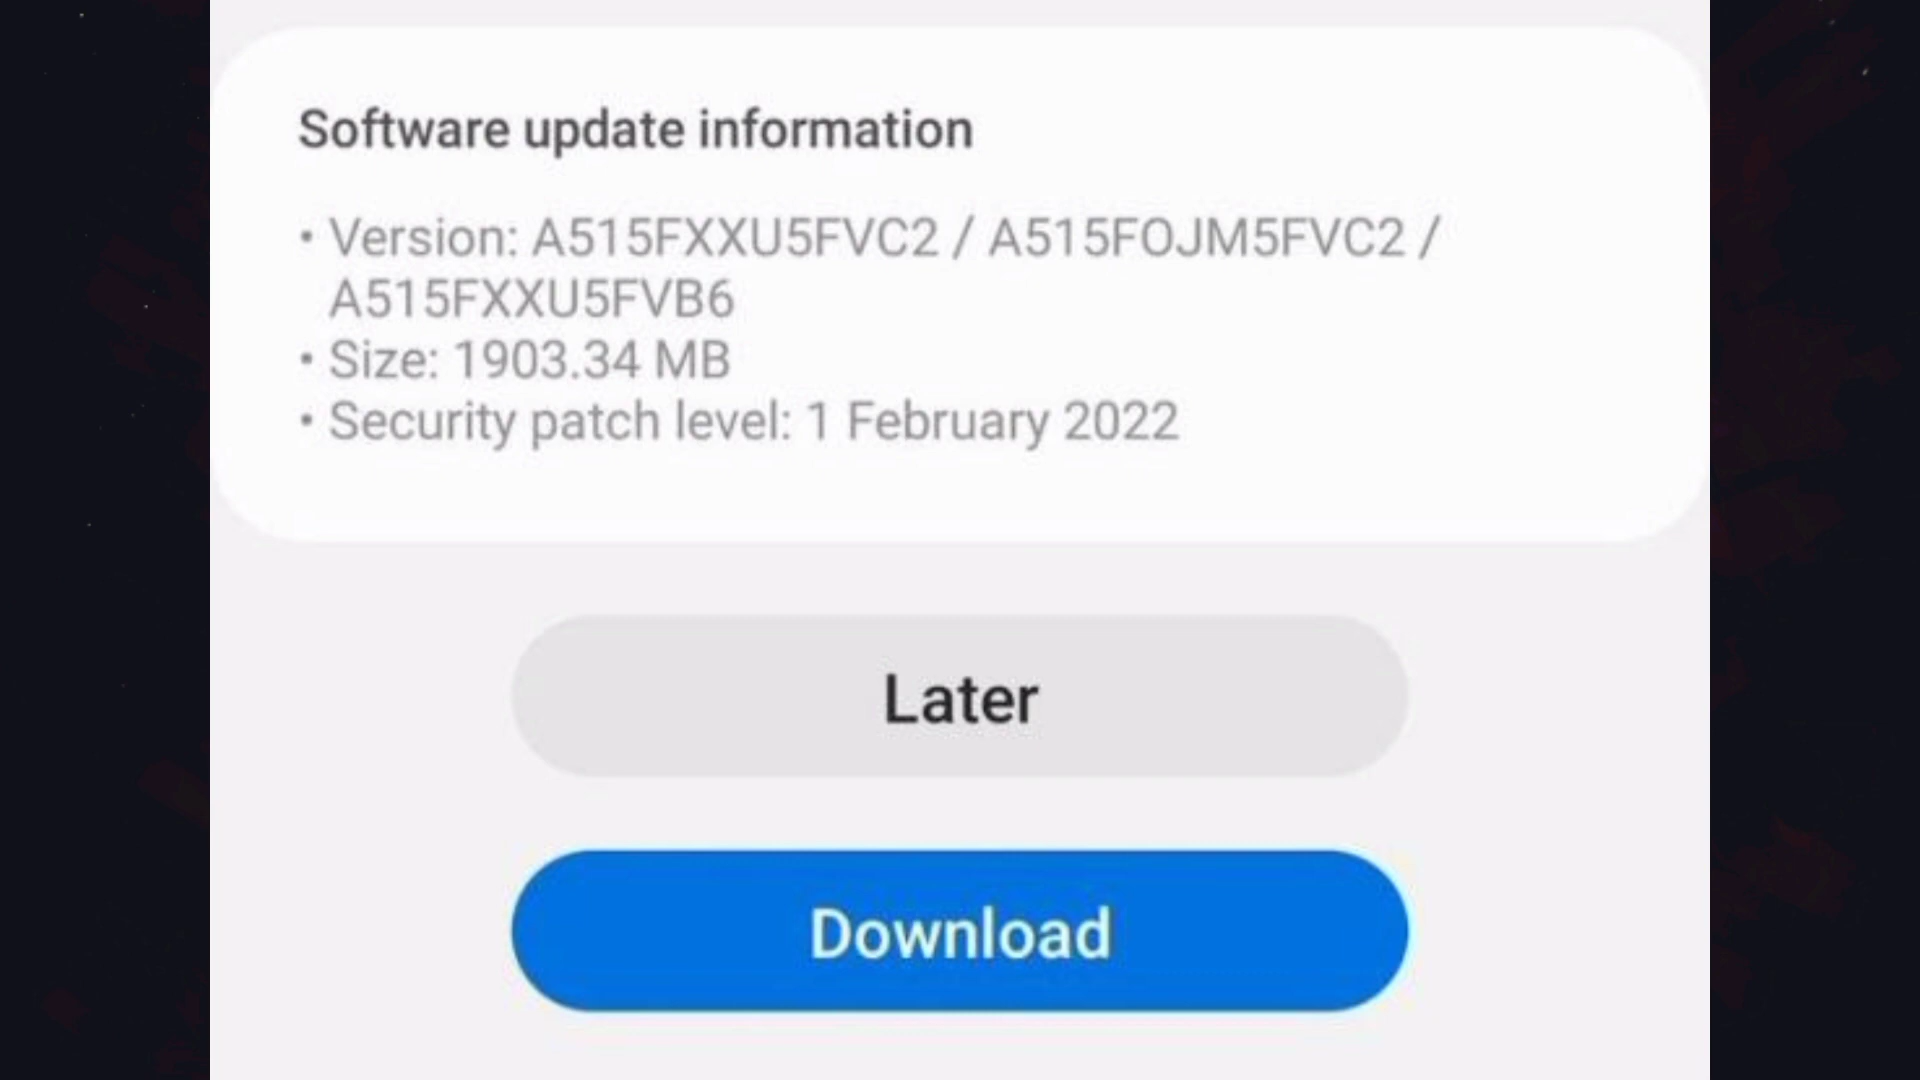 Software update information
• Version: A515FXXU5FVC2 / A515FOJM5FVC2 /
A515FXXU5FVB6
• Size: 1903.34 MB
• Security patch level: 1 February 2022
Later
Download